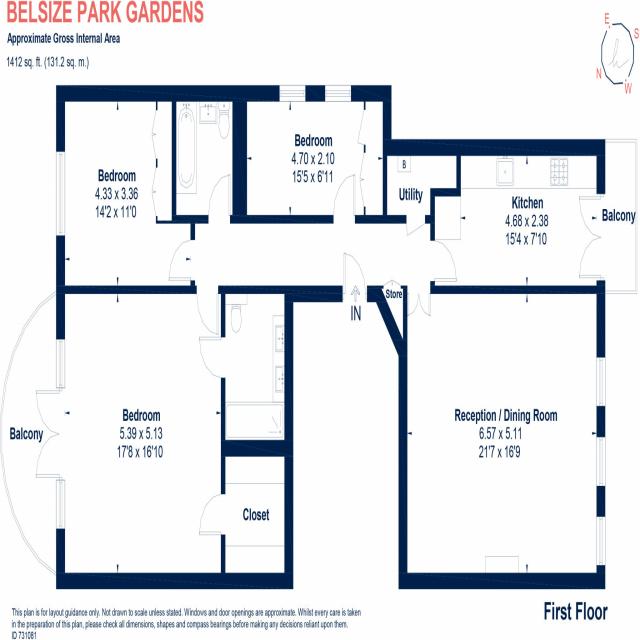 BELSIZE PARK GARDENS
Approximate Gross Internal Area
1412 sq. ft. (131.2 sq. m.)
E
S
N
W
Bedroom
4.33 x 3.36
14'2 x 11'0
Bedroom
4.70 x 2.10
15'5 x 6'11
B
Utility
Kitchen
4.68 x 2.38
15'4 x 7'10
Balcony
Store
IN
Balcony
Bedroom
5.39 x 5.13
17'8 x 16'10
Reception / Dining Room
6.57 x 5.11
21'7 x 16'9
Closet
First Floor
This plan is for layout guidance only. Not drawn to scale unless stated. Windows and door openings are approximate. Whilst every care is taken
in the preparation of this plan, please check all dimensions, shapes and compass bearings before making any decisions reliant upon them.
ID 731081